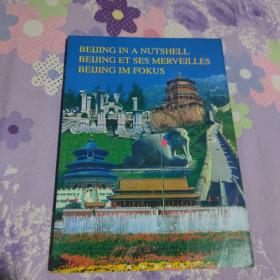 BEIJING IN A NUTSHELL
BEIJING ET SES MERVEILLES
BEIJING IM FOKUS